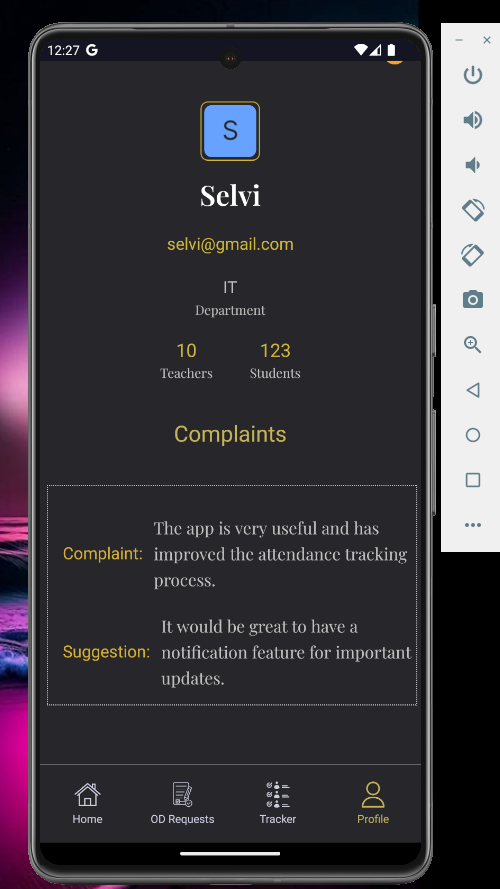 12:27 G
S
Selvi
selvi@gmail.com
IT
Department
10 123
Teachers Students
Complaints
The app is very useful and has
Complaint: improved the attendance tracking
process.
It would be great to have a
Suggestion: notification feature for important
updates.
Home OD Requests Tracker Profile